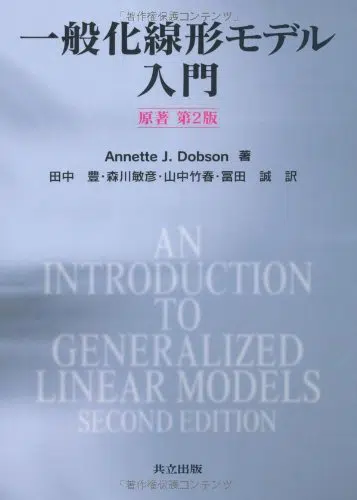 「著作権保護コンテンツ」
一般化線形モデル
入門
原著 第2版
Annette J. Dobson 著
田中 豊・森川敏彦・山中竹春・冨田 誠 訳
AN
INTRODUCTION
TO
GENERALIZED
LINEAR MODELS
SECOND EDITION
共立出版
「著作権保護コンテンツ」